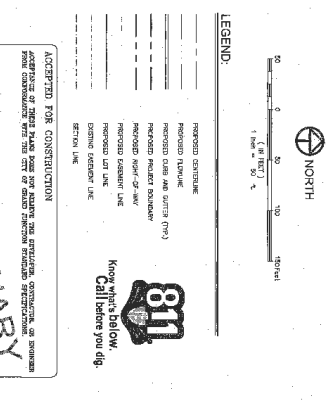 NORTH
50 0 50 100 150 Feet
( IN FEET )
1 inch = 50 ft.
LEGEND:
PROPOSED CENTERLINE
PROPOSED FLOWLINE
PROPOSED CURB AND GUTTER (TYP.)
PROPOSED PROJECT BOUNDARY
PROPOSED RIGHT-OF-WAY
PROPOSED EASEMENT LINE
PROPOSED LOT LINE
EXISTING EASEMENT LINE
SECTION LINE
811
Know what's below.
Call before you dig.
ACCEPTED FOR CONSTRUCTION
ACCEPTANCE OF THESE PLANS DOES NOT RELIEVE THE DEVELOPER, CONTRACTOR, OR ENGINEER
FROM CONFORMANCE WITH THE CITY OF GRAND JUNCTION STANDARD SPECIFICATIONS.